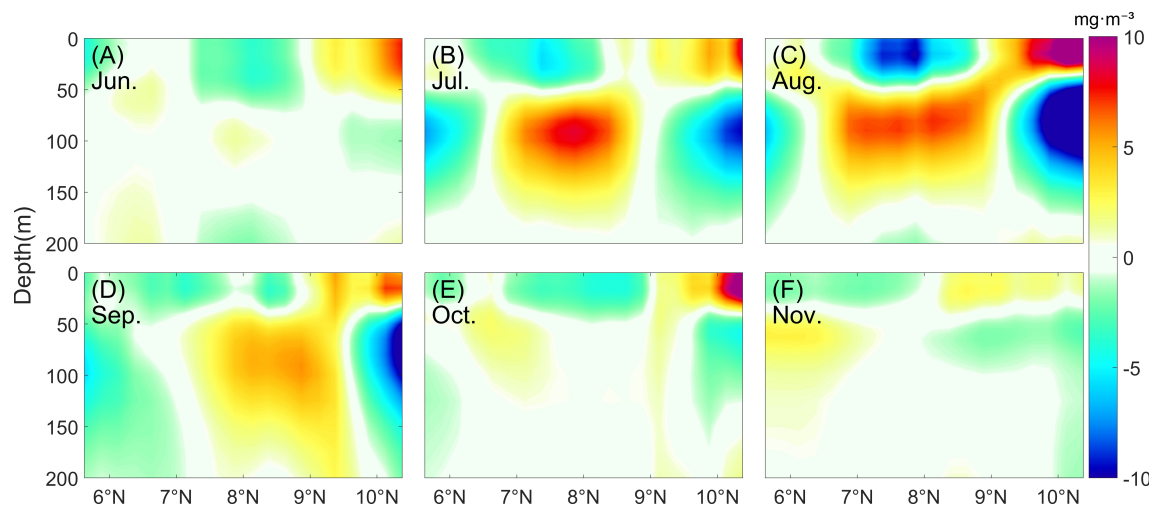 mg·m⁻³
(A)
Jun.
(B)
Jul.
(C)
Aug.
0
50
100
150
200
10
5
0
-5
-10
Depth(m)
(D)
Sep.
(E)
Oct.
(F)
Nov.
0
50
100
150
200
6°N 7°N 8°N 9°N 10°N
6°N 7°N 8°N 9°N 10°N
6°N 7°N 8°N 9°N 10°N